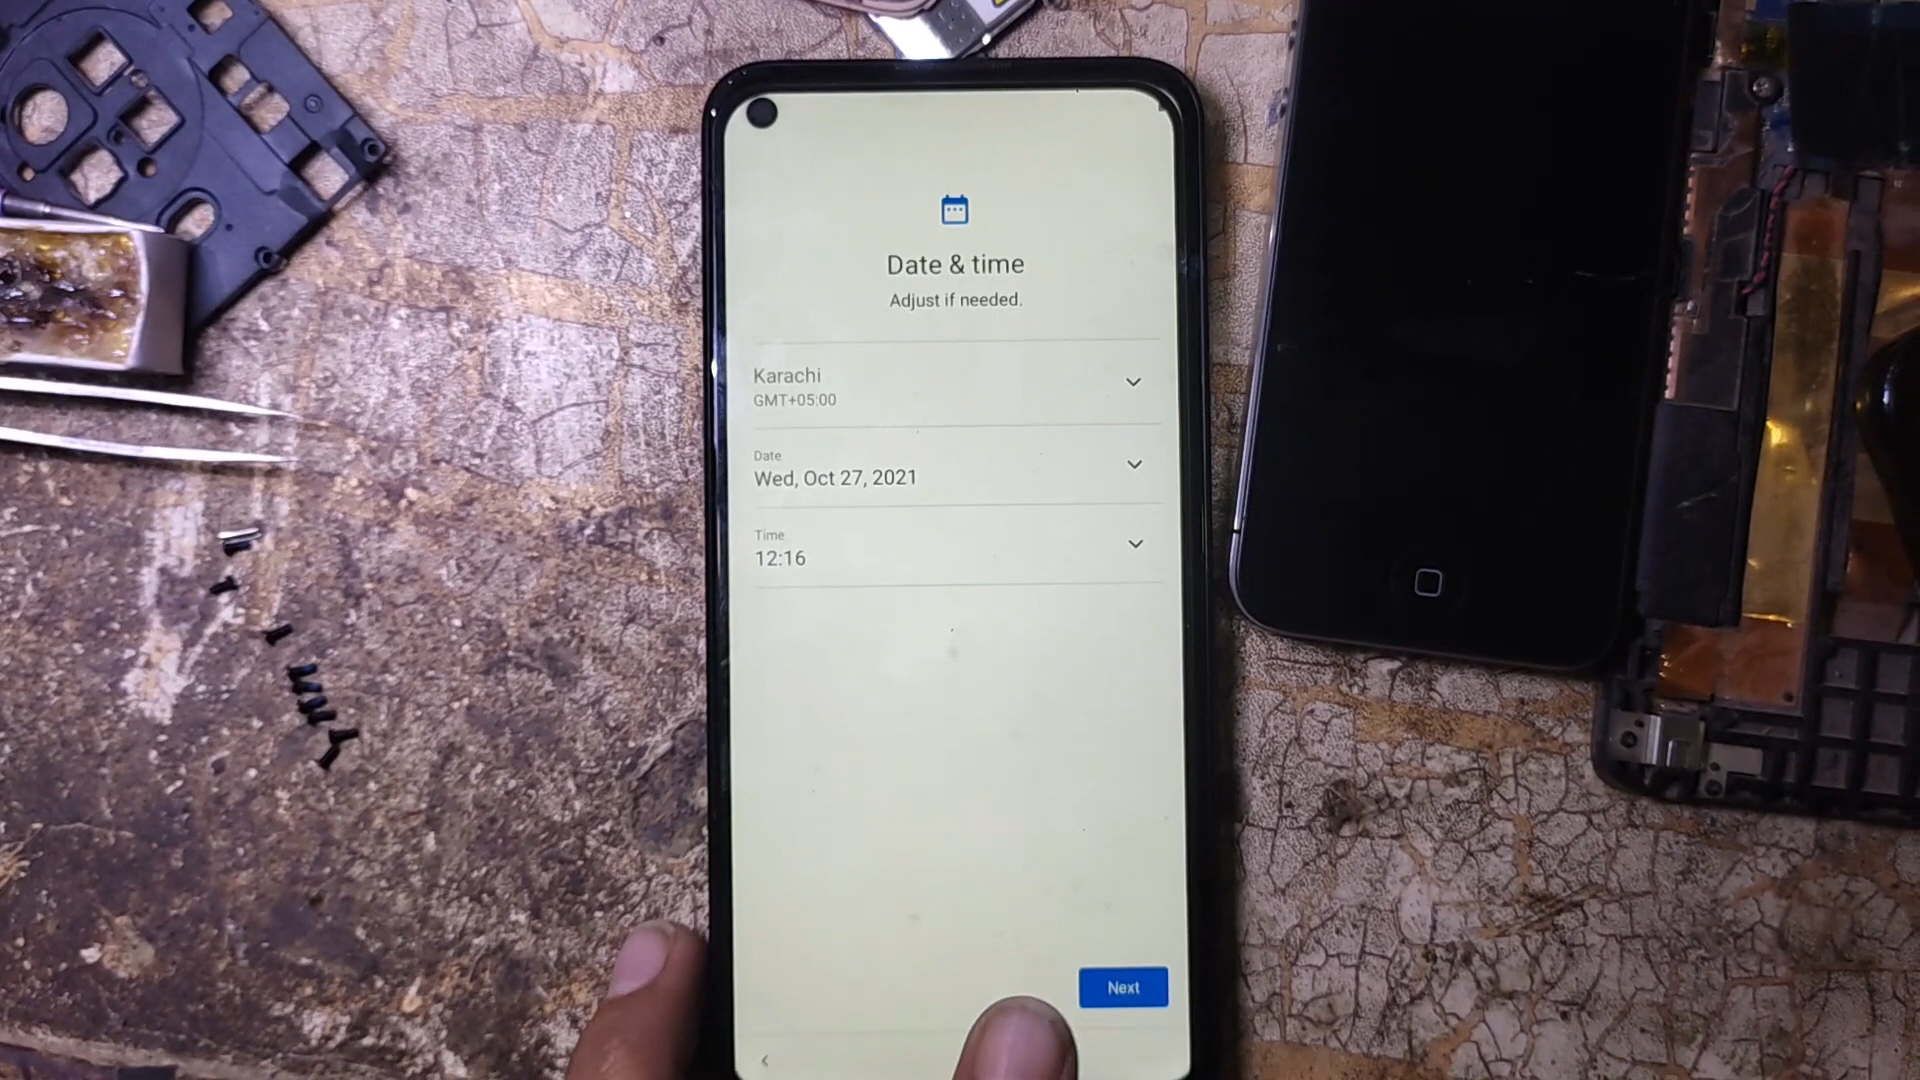 Date & time
Adjust if needed.
Karachi
GMT+05:00
Date
Wed, Oct 27, 2021
Time
12:16
Next